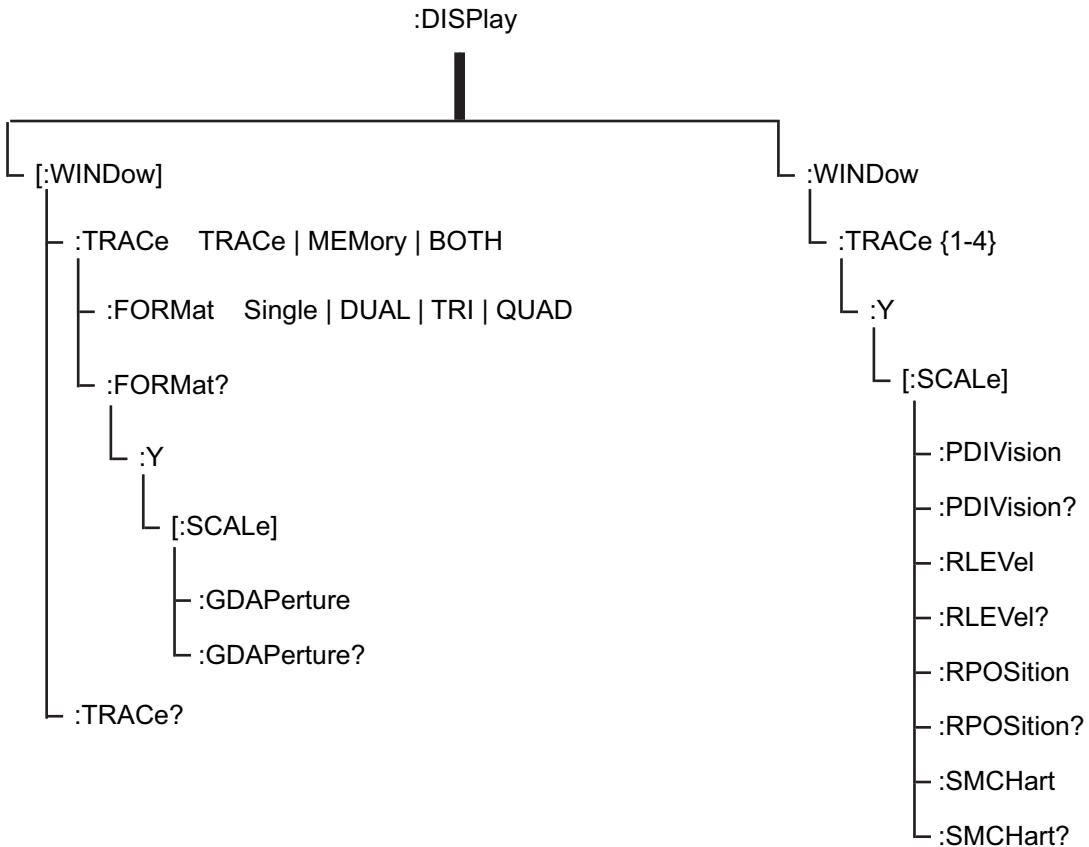 :DISPlay
[:WINDow]
:TRACe TRACe | MEMory | BOTH
:FORMat Single | DUAL | TRI | QUAD
:FORMat?
:Y
[:SCALe]
:GDAPerture
:GDAPerture?
:TRACe?
:WINDow
:TRACe {1-4}
:Y
[:SCALe]
:PDIVision
:PDIVision?
:RLEVel
:RLEVel?
:RPOSition
:RPOSition?
:SMCHart
:SMCHart?